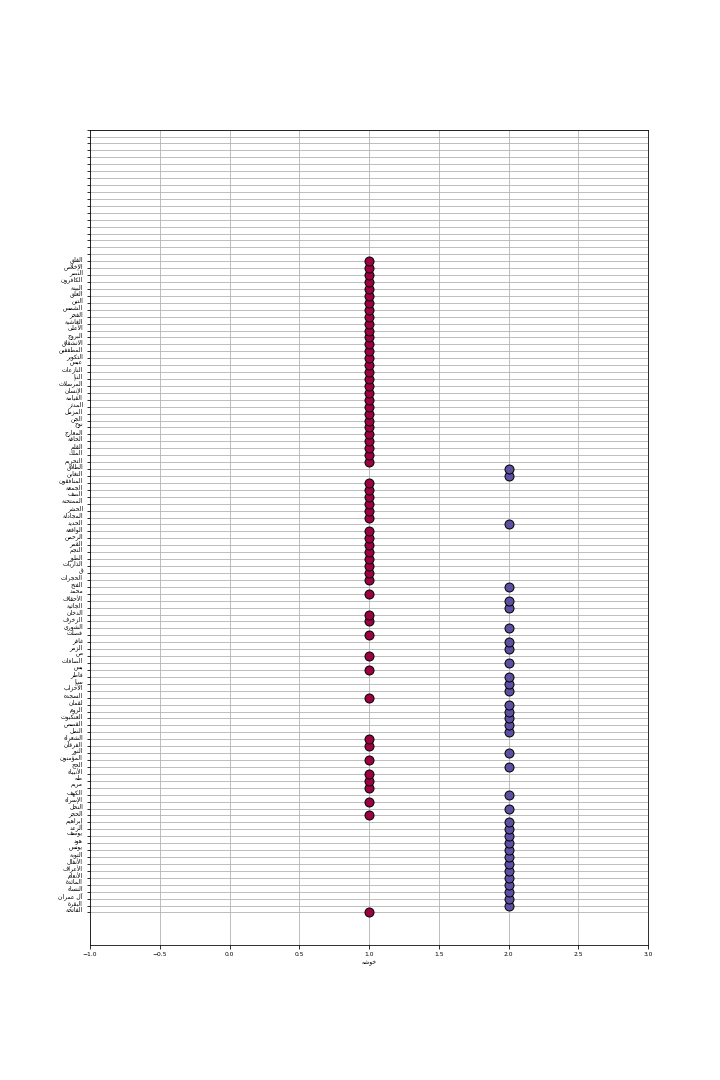 الفلق
الإخلاص
النصر
الكافرون
البينة
العلق
التين
الشمس
الفجر
الغاشية
الأعلى
البروج
الانشقاق
المطففين
التكوير
عبس
النازعات
النبأ
المرسلات
الإنسان
القيامة
المدثر
المزمل
الجن
نوح
المعارج
الحاقة
القلم
الملك
التحريم
الطلاق
التغابن
المنافقون
الجمعة
الصف
الممتحنة
الحشر
المجادلة
الحديد
الواقعة
الرحمن
القمر
النجم
الطور
الذاريات
ق
الحجرات
الفتح
محمد
الأحقاف
الجاثية
الدخان
الزخرف
الشورى
فصلت
غافر
الزمر
ص
الصافات
يس
فاطر
سبأ
الأحزاب
السجدة
لقمان
الروم
العنكبوت
القصص
النمل
الشعراء
الفرقان
النور
المؤمنون
الحج
الأنبياء
طه
مريم
الكهف
الإسراء
النحل
الحجر
إبراهيم
الرعد
يوسف
هود
يونس
التوبة
الأنفال
الأعراف
الأنعام
المائدة
النساء
آل عمران
البقرة
الفاتحة
−1.0 −0.5 0.0 0.5 1.0 1.5 2.0 2.5 3.0
خوشه